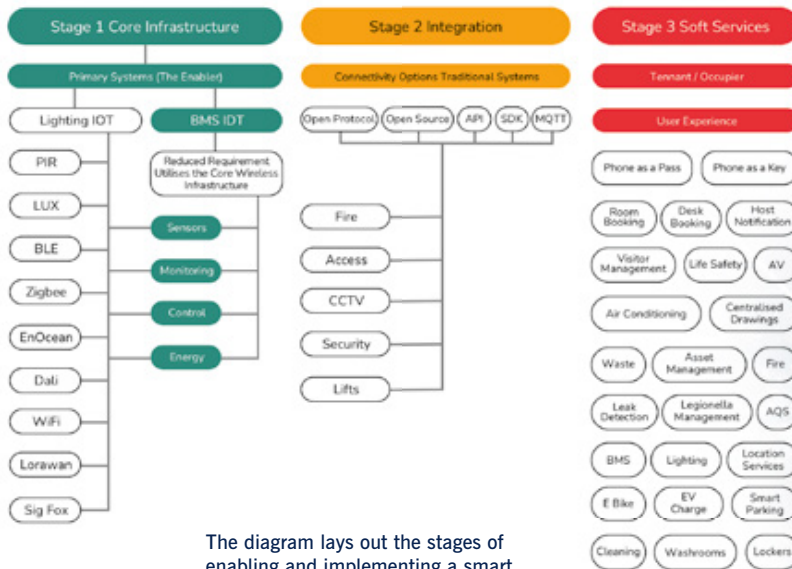 Stage 1 Core Infrastructure
Primary Systems (The Enabler)
Lighting IOT
BMS IDT
PIR
LUX
BLE
Zigbee
EnOcean
Dali
WiFi
Lorawan
Sig Fox
Reduced Requirement
Utilises the Core Wireless
Infrastructure
Sensors
Monitoring
Control
Energy
Stage 2 Integration
Connectivity Options Traditional Systems
Open Protocol
Open Source
API
SDK
MQTT
Fire
Access
CCTV
Security
Lifts
Stage 3 Soft Services
Tennant / Occupier
User Experience
Phone as a Pass
Phone as a Key
Room
Booking
Desk
Booking
Host
Notification
Visitor
Management
Life Safety
AV
Air Conditioning
Centralised
Drawings
Waste
Asset
Management
Fire
Leak
Detection
Legionella
Management
AQS
BMS
Lighting
Location
Services
E Bike
EV
Charge
Smart
Parking
Cleaning
Washrooms
Lockers
The diagram lays out the stages of
enabling and implementing a smart